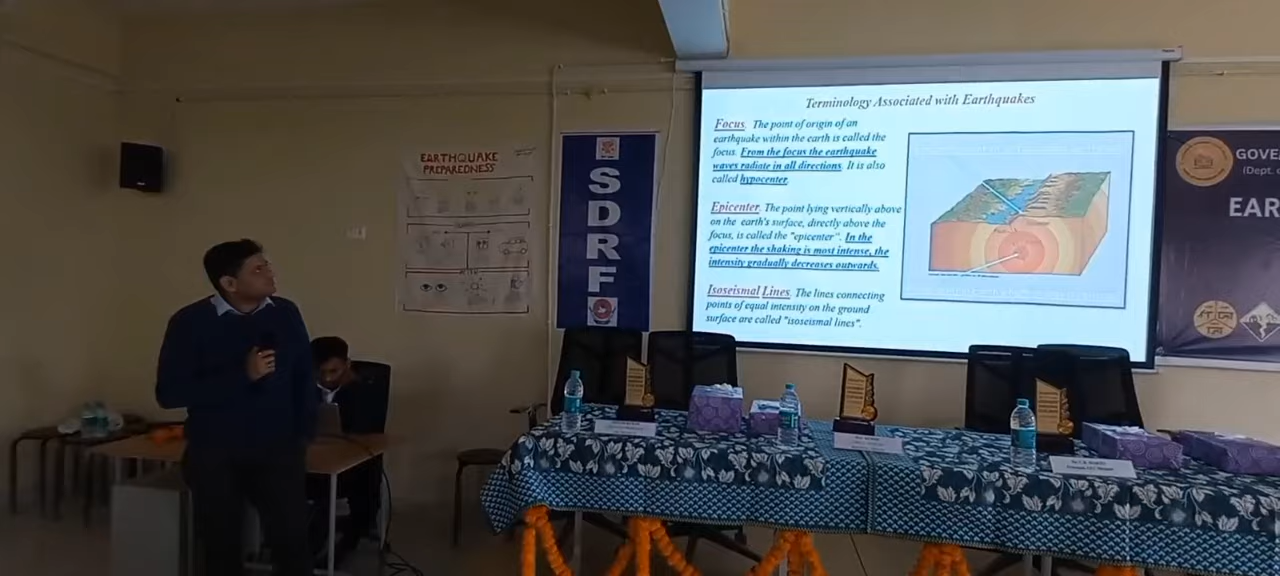 Terminology Associated with Earthquakes
Focus. The point of origin of an
earthquake within the earth is called the
focus. From the focus the earthquake
waves radiate in all directions. It is also
called hypocenter.
Epicenter. The point lying vertically above
on the earth's surface, directly above the
focus, is called the "epicenter". In the
epicenter the shaking is most intense, the
intensity gradually decreases outwards.
Isoseismal Lines. The lines connecting
points of equal intensity on the ground
surface are called "isoseismal lines".
EARTHQUAKE
PREPAREDNESS
SDRF
GOVE
(Dept.
EAR